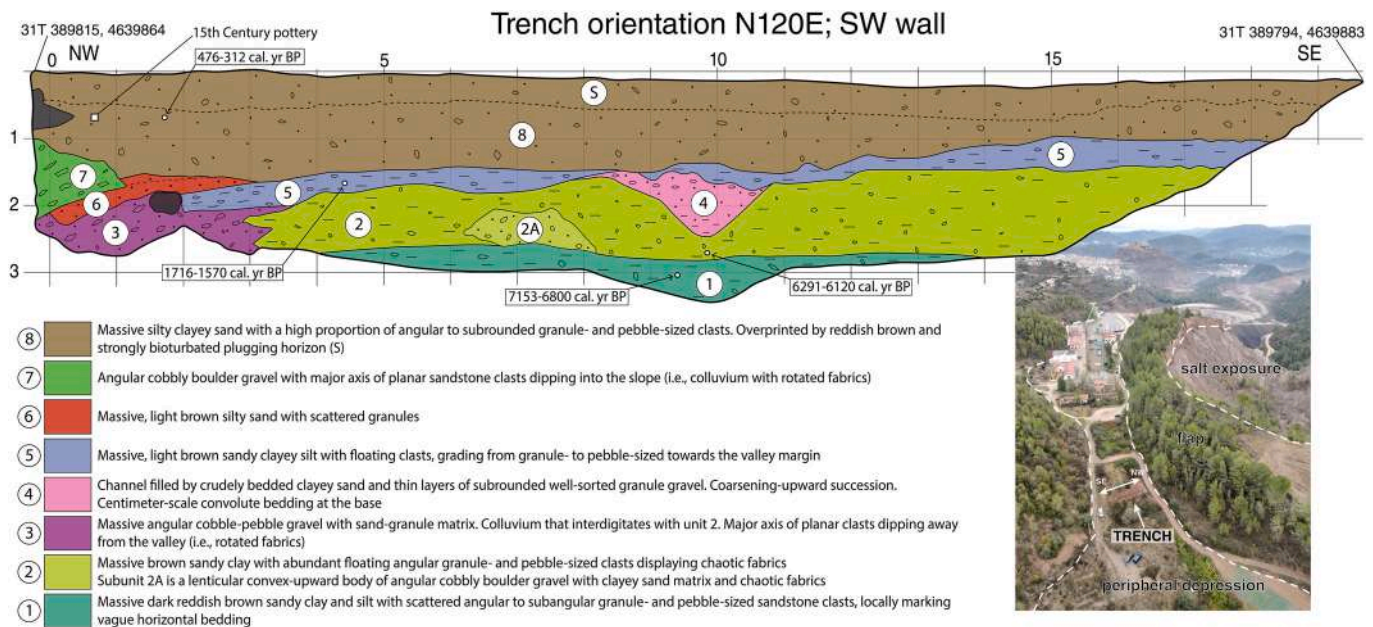 Trench orientation N120E; SW wall
31T 389815, 4639864
15th Century pottery
31T 389794, 4639883
0
NW
476-312 cal. yr BP
5
10
15
SE
S
1
8
5
7
5
4
2
6
2
2A
3
1716-1570 cal. yr BP
3
7153-6800 cal. yr BP
1
6291-6120 cal. yr BP
8 Massive silty clayey sand with a high proportion of angular to subrounded granule- and pebble-sized clasts. Overprinted by reddish brown and
strongly bioturbated plugging horizon (S)
7 Angular cobbly boulder gravel with major axis of planar sandstone clasts dipping into the slope (i.e., colluvium with rotated fabrics)
6 Massive, light brown silty sand with scattered granules
5 Massive, light brown sandy clayey silt with floating clasts, grading from granule- to pebble-sized towards the valley margin
4 Channel filled by crudely bedded clayey sand and thin layers of subrounded well-sorted granule gravel. Coarsening-upward succession.
Centimeter-scale convolute bedding at the base
3 Massive angular cobble-pebble gravel with sand-granule matrix. Colluvium that interdigitates with unit 2. Major axis of planar clasts dipping away
from the valley (i.e., rotated fabrics)
2 Massive brown sandy clay with abundant floating angular granule- and pebble-sized clasts displaying chaotic fabrics
Subunit 2A is a lenticular convex-upward body of angular cobbly boulder gravel with clayey sand matrix and chaotic fabrics
1 Massive dark reddish brown sandy clay and silt with scattered angular to subangular granule- and pebble-sized sandstone clasts, locally marking
vague horizontal bedding
salt exposure
flap
NW
SE
TRENCH
peripheral depression